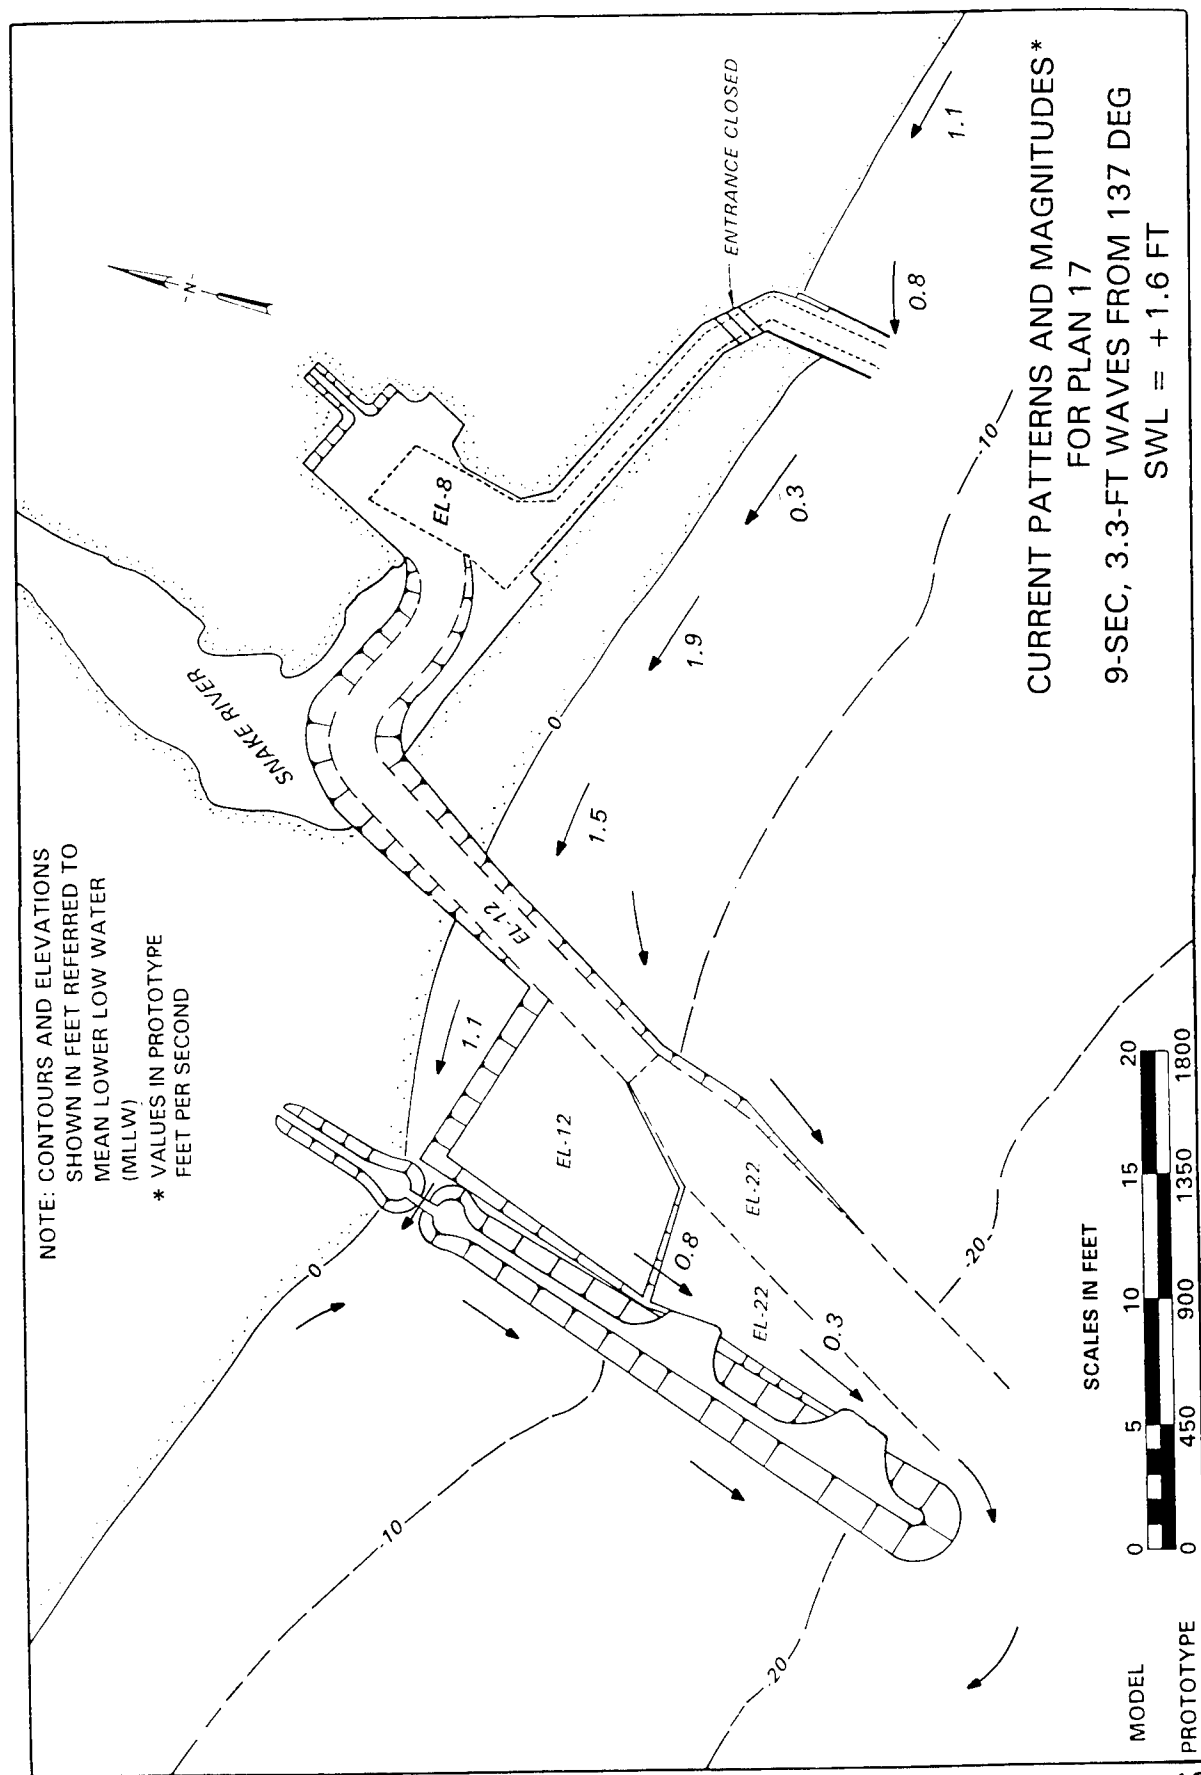 NOTE: CONTOURS AND ELEVATIONS
SHOWN IN FEET REFERRED TO
MEAN LOWER LOW WATER
(MLLW)
* VALUES IN PROTOTYPE
FEET PER SECOND
SNAKE RIVER
-N-
EL-8
ENTRANCE CLOSED
EL-12
EL-12
EL-22
EL-22
0
0
-10
-10
-20
-20
1.1
0.8
0.3
1.9
1.5
1.1
0.8
0.3
SCALES IN FEET
MODEL 0 5 10 15 20
PROTOTYPE 0 450 900 1350 1800
CURRENT PATTERNS AND MAGNITUDES*
FOR PLAN 17
9-SEC, 3.3-FT WAVES FROM 137 DEG
SWL = +1.6 FT